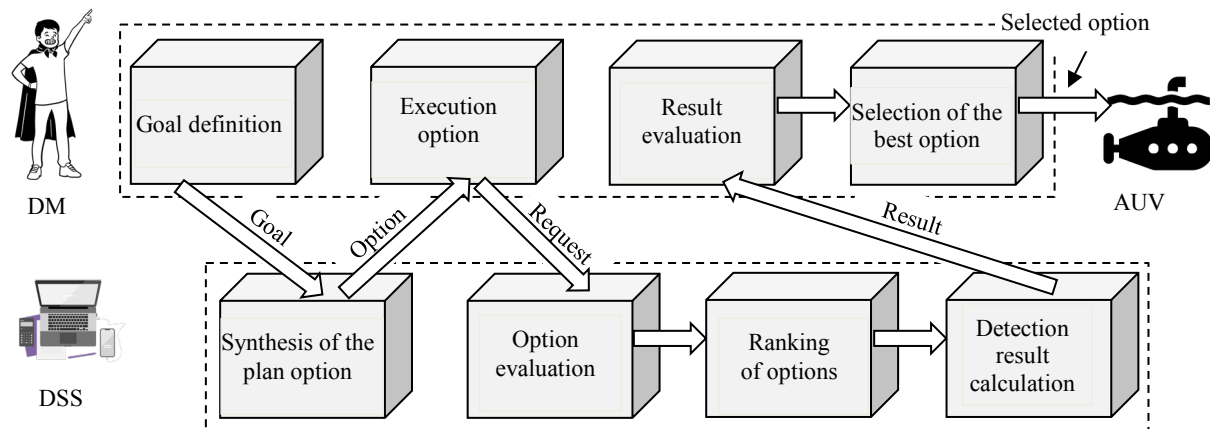 Selected option
Goal definition
Execution
option
Result
evaluation
Selection of the
best option
DM
AUV
Goal
Option
Request
Result
Synthesis of the
plan option
Option
evaluation
Ranking
of options
Detection
result
calculation
DSS